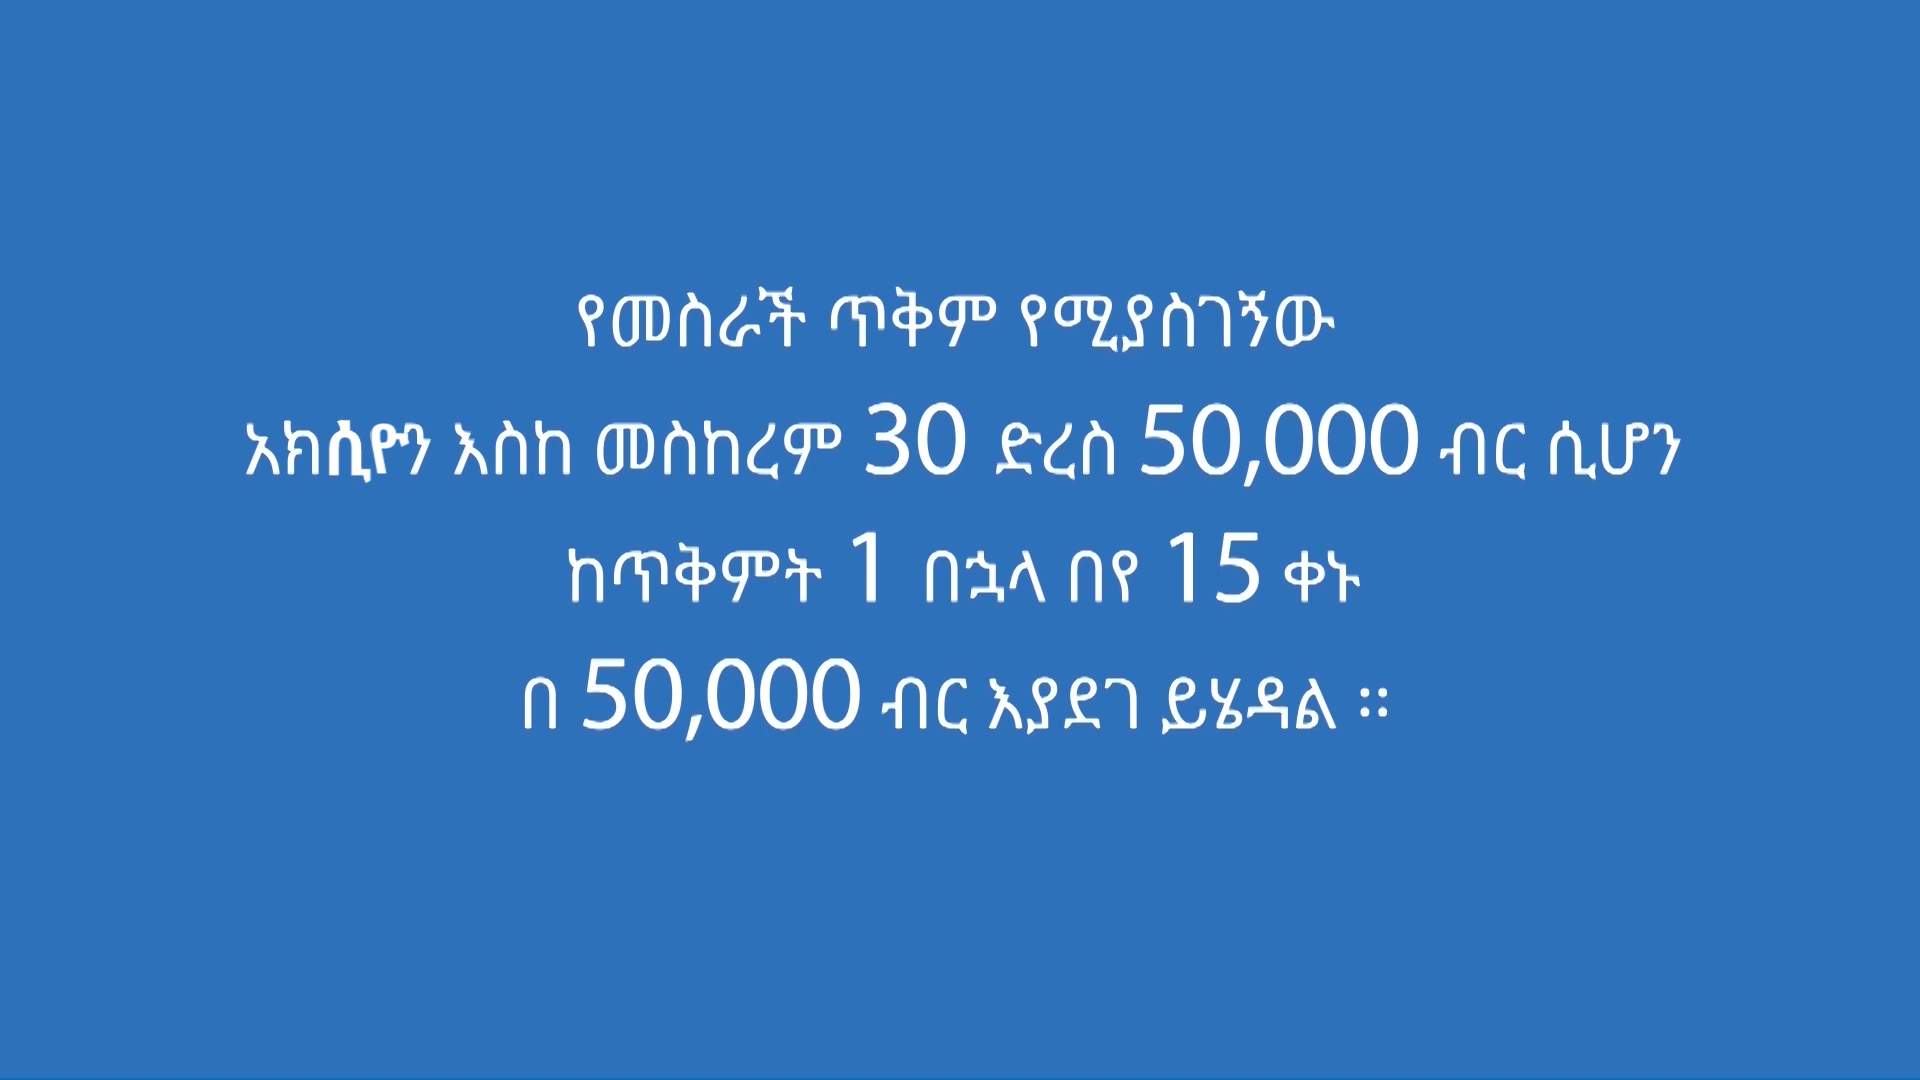 የመስራች ጥቅም የሚያስገኝው
አክሲዮን እስከ መስከረም 30 ድረስ 50,000 ብር ሲሆን
ከጥቅምት 1 በኋላ በየ 15 ቀኑ
በ 50,000 ብር እያደገ ይሄዳል ።